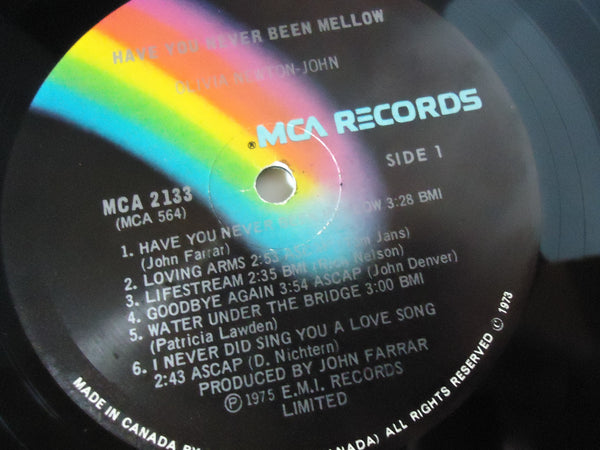 HAVE YOU NEVER BEEN MELLOW
OLIVIA NEWTON-JOHN
MCA RECORDS
®
SIDE 1
MCA 2133
(MCA 564)
1. HAVE YOU NEVER 3:28 BMI
(John Farrar)
2. LOVING ARMS 2:53 Jans)
3. LIFESTREAM 2:35 BMI (Rick Nelson)
4. GOODBYE AGAIN 3:54 ASCAP (John Denver)
5. WATER UNDER THE BRIDGE 3:00 BMI
(Patricia Lawden)
6. I NEVER DID SING YOU A LOVE SONG
2:43 ASCAP (D. Nichtern)
PRODUCED BY JOHN FARRAR
℗ 1975 E.M.I. RECORDS
LIMITED
MADE IN CANADA ALL RIGHTS RESERVED © 1973